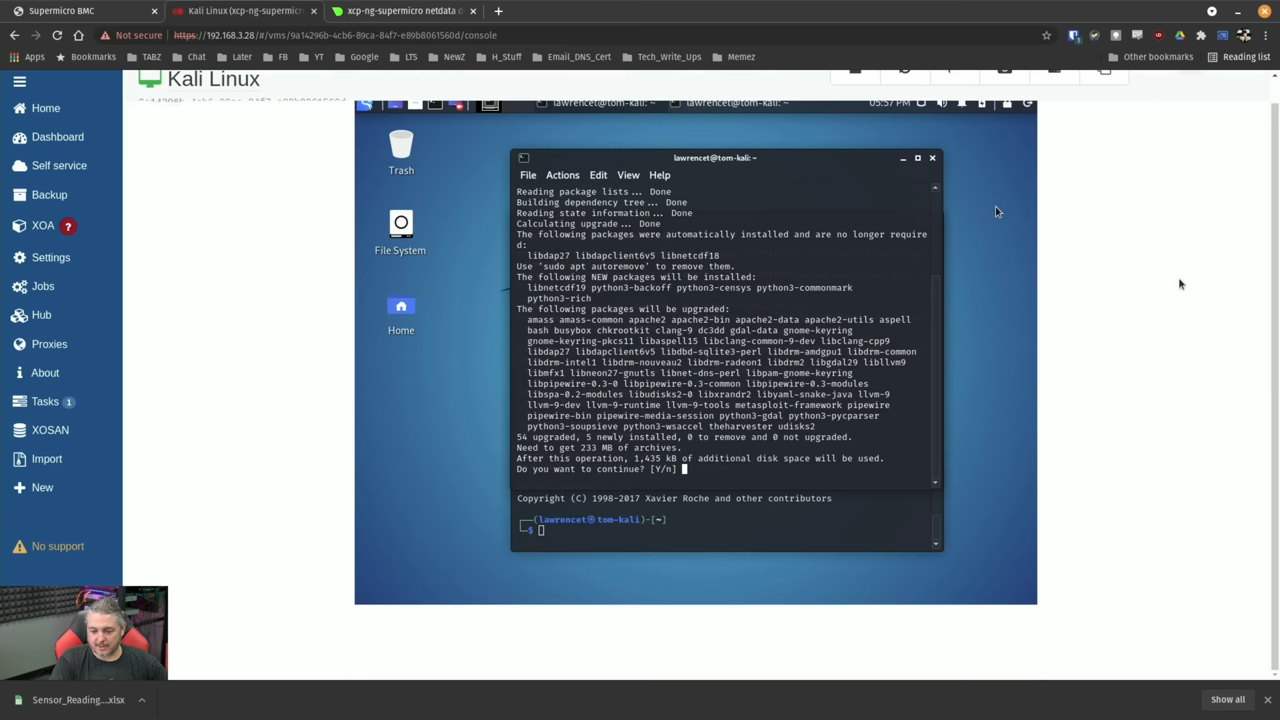 Supermicro BMC
Kali Linux (xcp-ng-supermic
xcp-ng-supermicro netdata d
Not secure
https://192.168.3.28/#/vms/9a14296b-4cb6-89ca-84f7-e89b8061560d/console
Apps
Bookmarks
TABZ
Chat
Later
FB
YT
Google
LTS
NewZ
H_Stuff
Email_DNS_Cert
Tech_Write_Ups
Memez
Other bookmarks
Reading list
Kali Linux
Home
Dashboard
Self service
Backup
XOA ?
Settings
Jobs
Hub
Proxies
About
Tasks 1
XOSAN
Import
New
No support
lawrencet@tom-kali: ~
lawrencet@tom-kali: ~
05:57 PM
Trash
File System
Home
lawrencet@tom-kali: ~
File Actions Edit View Help
Reading package lists... Done
Building dependency tree... Done
Reading state information... Done
Calculating upgrade... Done
The following packages were automatically installed and are no longer require
d:
libdap27 libdapclient6v5 libnetcdf18
Use 'sudo apt autoremove' to remove them.
The following NEW packages will be installed:
libnetcdf19 python3-backoff python3-censys python3-commonmark
python3-rich
The following packages will be upgraded:
amass amass-common apache2 apache2-bin apache2-data apache2-utils aspell
bash busybox chkrootkit clang-9 dc3dd gdal-data gnome-keyring
gnome-keyring-pkcs11 libaspell15 libclang-common-9-dev libclang-cpp9
libdap27 libdapclient6v5 libdbd-sqlite3-perl libdrm-amdgpu1 libdrm-common
libdrm-intel1 libdrm-nouveau2 libdrm-radeon1 libdrm2 libgdal29 libllvm9
libmfx1 libneon27-gnutls libnet-dns-perl libpam-gnome-keyring
libpipewire-0.3-0 libpipewire-0.3-common libpipewire-0.3-modules
libspa-0.2-modules libudisks2-0 libxrandr2 libyaml-snake-java llvm-9
llvm-9-dev llvm-9-runtime llvm-9-tools metasploit-framework pipewire
pipewire-bin pipewire-media-session python3-gdal python3-pycparser
python3-soupsieve python3-wsaccel theharvester udisks2
54 upgraded, 5 newly installed, 0 to remove and 0 not upgraded.
Need to get 233 MB of archives.
After this operation, 1,435 kB of additional disk space will be used.
Do you want to continue? [Y/n]
Copyright (C) 1998-2017 Xavier Roche and other contributors
(lawrencet@tom-kali)-[~]
$
Sensor_Reading....xlsx
Show all